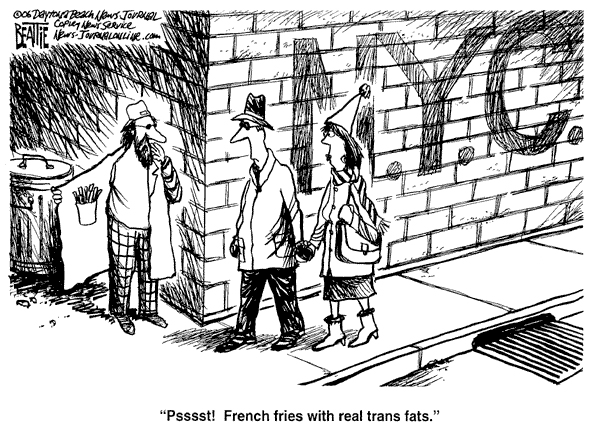 ©06 Daytona Beach News-Journal
Copley News Service
BEATTIE
News-Journalonline.com
N.Y.C.
"Psssst! French fries with real trans fats."